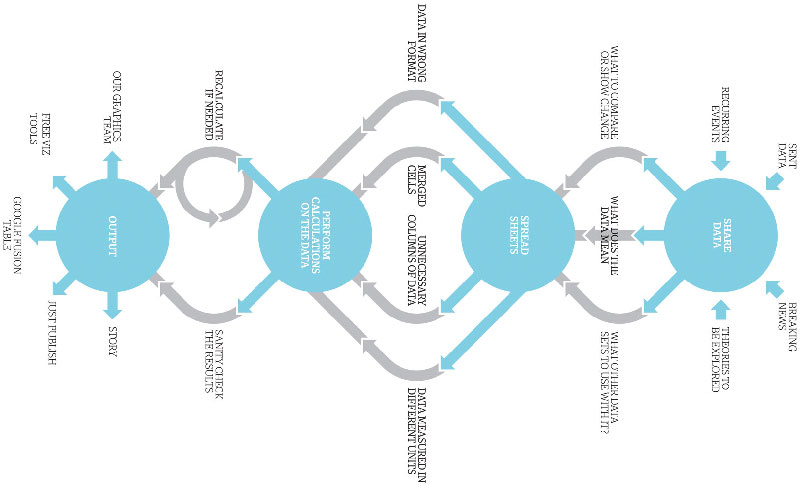 SENT
DATA
BREAKING
NEWS
RECURRING
EVENTS
SHARE
DATA
THEORIES TO
BE EXPLORED
WHAT TO COMPARE
OR SHOW CHANGE
WHAT DOES THE
DATA MEAN
WHAT OTHER DATA
SETS TO USE WITH IT?
SPREAD
SHEETS
DATA IN WRONG
FORMAT
MERGED
CELLS
UNNECESSARY
COLUMNS OF DATA
DATA MEASURED IN
DIFFERENT UNITS
PERFORM
CALCULATIONS
ON THE DATA
RECALCULATE
IF NEEDED
SANITY CHECK
THE RESULTS
OUR GRAPHICS
TEAM
OUTPUT
STORY
FREE VIZ
TOOLS
GOOGLE FUSION
TABLE
JUST PUBLISH